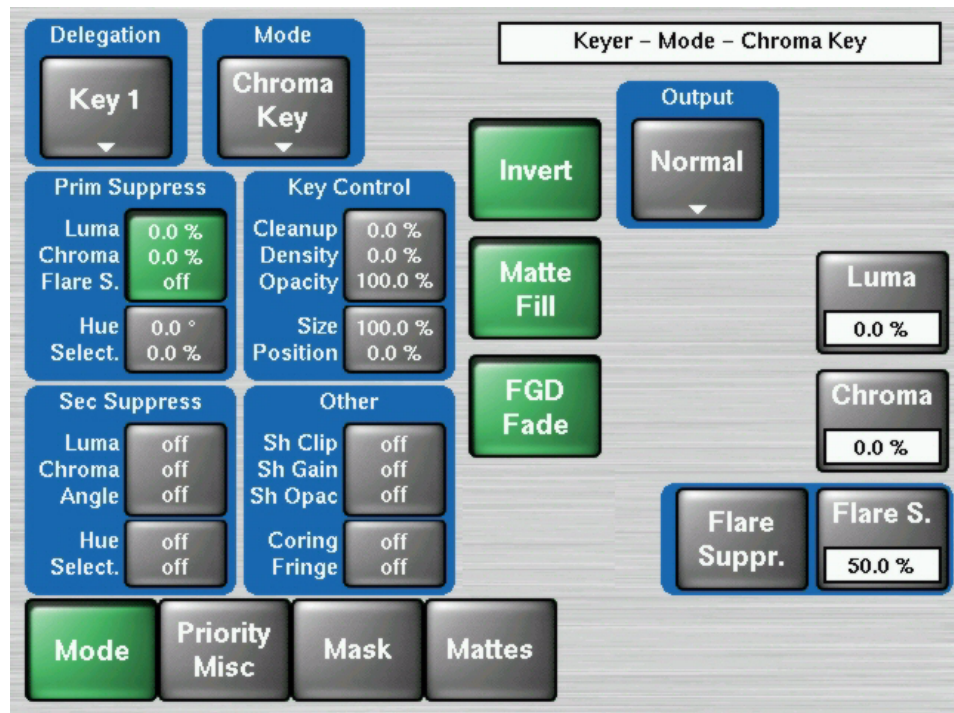 Delegation
Key 1
Mode
Chroma
Key
Keyer – Mode – Chroma Key
Output
Normal
Invert
Matte
Fill
FGD
Fade
Prim Suppress
Luma 0.0 %
Chroma 0.0 %
Flare S. off
Hue 0.0 °
Select. 0.0 %
Key Control
Cleanup 0.0 %
Density 0.0 %
Opacity 100.0 %
Size 100.0 %
Position 0.0 %
Sec Suppress
Luma off
Chroma off
Angle off
Hue off
Select. off
Other
Sh Clip off
Sh Gain off
Sh Opac off
Coring off
Fringe off
Luma
0.0 %
Chroma
0.0 %
Flare
Suppr.
Flare S.
50.0 %
Mode
Priority
Misc
Mask
Mattes